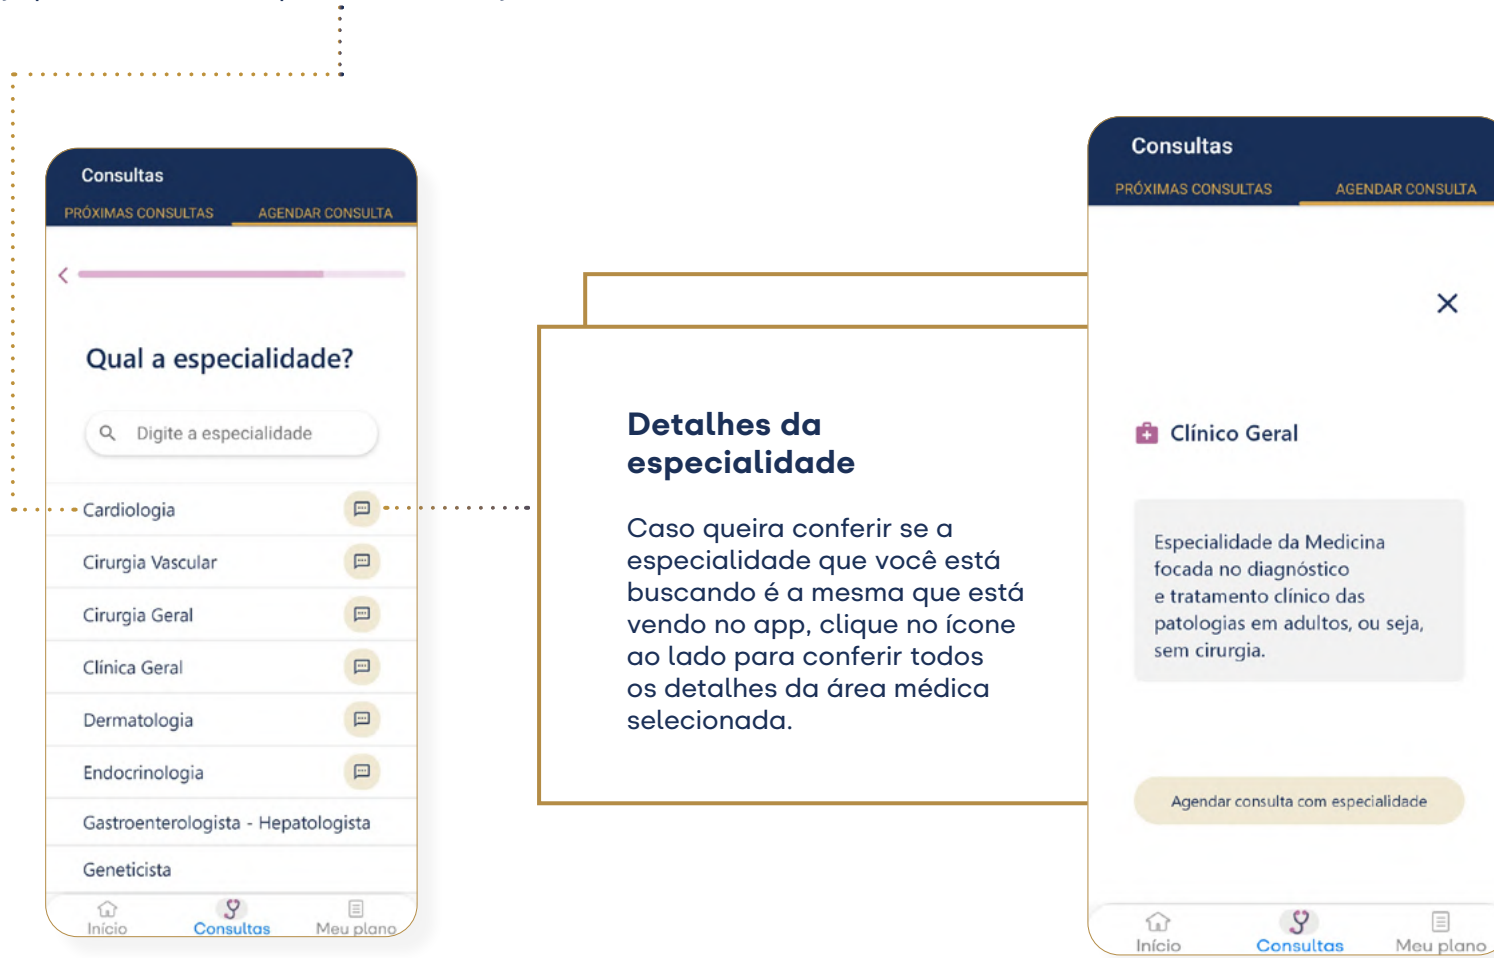 Consultas
PRÓXIMAS CONSULTAS AGENDAR CONSULTA
Qual a especialidade?
Digite a especialidade
Cardiologia
Cirurgia Vascular
Cirurgia Geral
Clínica Geral
Dermatologia
Endocrinologia
Gastroenterologista - Hepatologista
Geneticista
Início Consultas Meu plano
Detalhes da
especialidade
Caso queira conferir se a
especialidade que você está
buscando é a mesma que está
vendo no app, clique no ícone
ao lado para conferir todos
os detalhes da área médica
selecionada.
Consultas
PRÓXIMAS CONSULTAS AGENDAR CONSULTA
Clínico Geral
Especialidade da Medicina
focada no diagnóstico
e tratamento clínico das
patologias em adultos, ou seja,
sem cirurgia.
Agendar consulta com especialidade
Início Consultas Meu plano